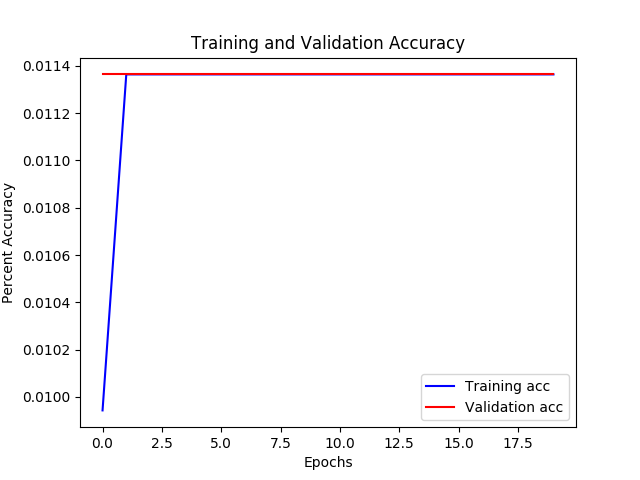 Training and Validation Accuracy
Percent Accuracy
0.0114
0.0112
0.0110
0.0108
0.0106
0.0104
0.0102
0.0100
0.0 2.5 5.0 7.5 10.0 12.5 15.0 17.5
Epochs
Training acc
Validation acc